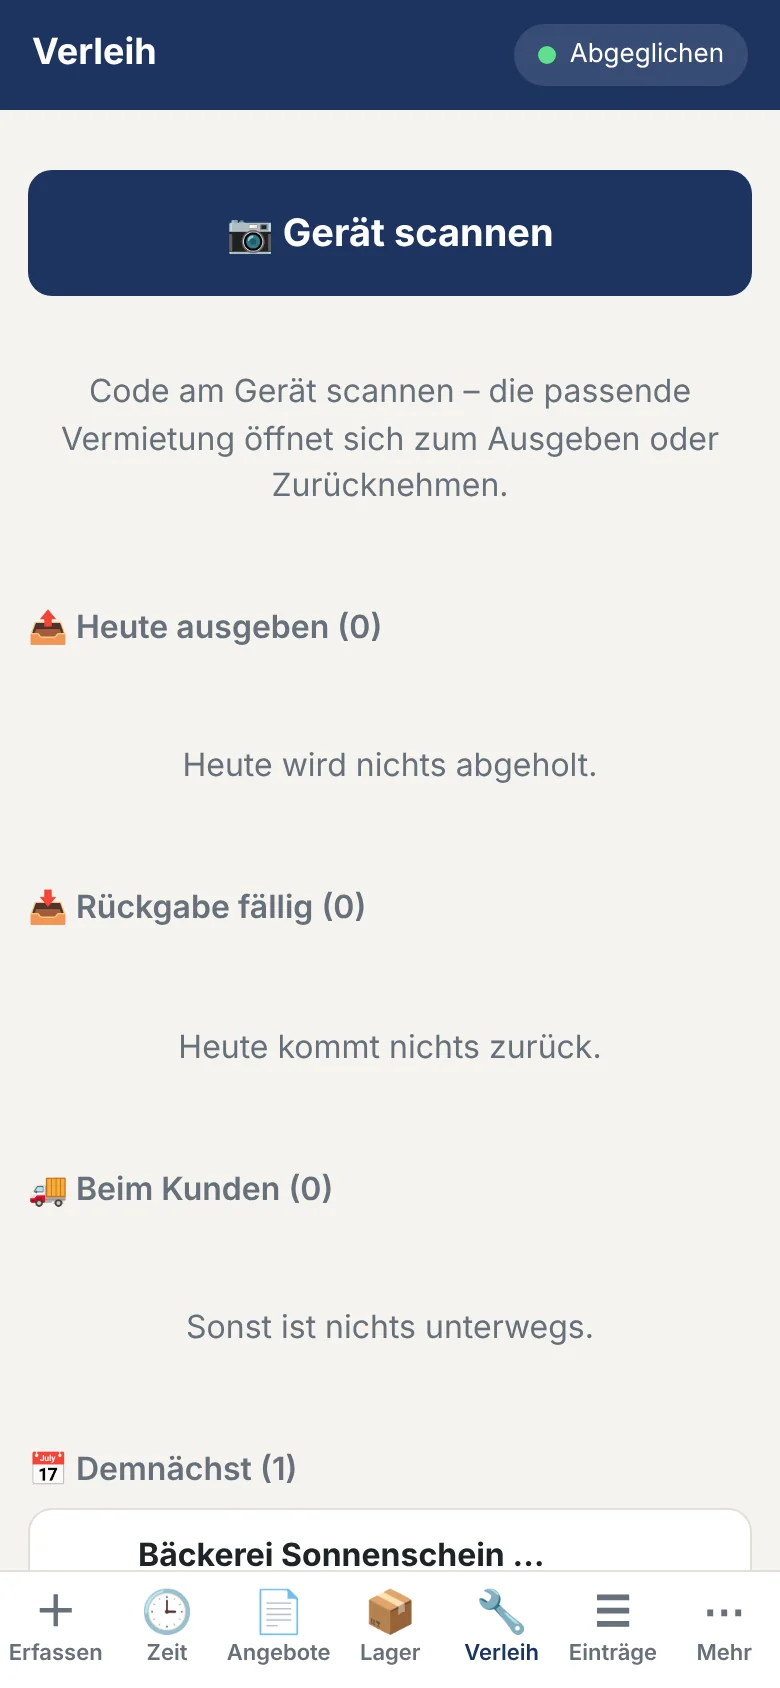 Verleih
Abgeglichen
Gerät scannen
Code am Gerät scannen – die passende
Vermietung öffnet sich zum Ausgeben oder
Zurücknehmen.
Heute ausgeben (0)
Heute wird nichts abgeholt.
Rückgabe fällig (0)
Heute kommt nichts zurück.
Beim Kunden (0)
Sonst ist nichts unterwegs.
July
17
Demnächst (1)
Bäckerei Sonnenschein ...
Erfassen
Zeit
Angebote
Lager
Verleih
Einträge
Mehr